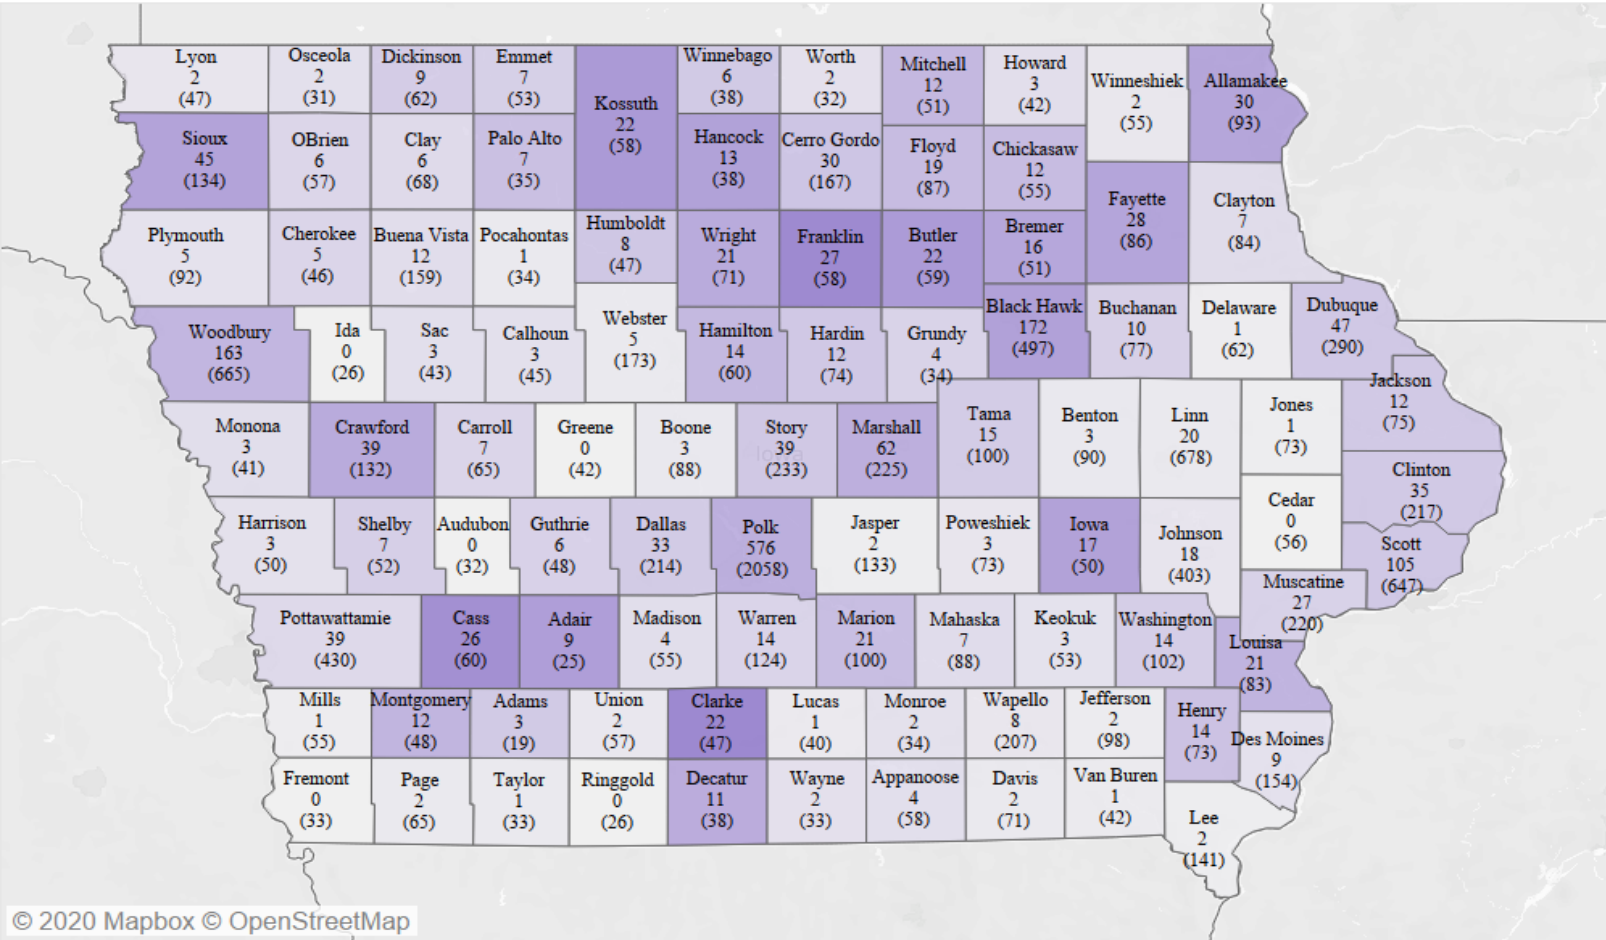 Lyon
2
(47)
Osceola
2
(31)
Dickinson
9
(62)
Emmet
7
(53)
Kossuth
22
(58)
Winnebago
6
(38)
Worth
2
(32)
Mitchell
12
(51)
Howard
3
(42)
Winneshiek
2
(55)
Allamakee
30
(93)
Sioux
45
(134)
OBrien
6
(57)
Clay
6
(68)
Palo Alto
7
(35)
Hancock
13
(38)
Cerro Gordo
30
(167)
Floyd
19
(87)
Chickasaw
12
(55)
Fayette
28
(86)
Clayton
7
(84)
Plymouth
5
(92)
Cherokee
5
(46)
Buena Vista
12
(159)
Pocahontas
1
(34)
Humboldt
8
(47)
Wright
21
(71)
Franklin
27
(58)
Butler
22
(59)
Bremer
16
(51)
Woodbury
163
(665)
Ida
0
(26)
Sac
3
(43)
Calhoun
3
(45)
Webster
5
(173)
Hamilton
14
(60)
Hardin
12
(74)
Grundy
4
(34)
Black Hawk
172
(497)
Buchanan
10
(77)
Delaware
1
(62)
Dubuque
47
(290)
Jackson
12
(75)
Monona
3
(41)
Crawford
39
(132)
Carroll
7
(65)
Greene
0
(42)
Boone
3
(88)
Story
39
(233)
Iowa
Marshall
62
(225)
Tama
15
(100)
Benton
3
(90)
Linn
20
(678)
Jones
1
(73)
Clinton
35
(217)
Harrison
3
(50)
Shelby
7
(52)
Audubon
0
(32)
Guthrie
6
(48)
Dallas
33
(214)
Polk
576
(2058)
Jasper
2
(133)
Poweshiek
3
(73)
Iowa
17
(50)
Johnson
18
(403)
Cedar
0
(56)
Scott
105
(647)
Muscatine
27
(220)
Pottawattamie
39
(430)
Cass
26
(60)
Adair
9
(25)
Madison
4
(55)
Warren
14
(124)
Marion
21
(100)
Mahaska
7
(88)
Keokuk
3
(53)
Washington
14
(102)
Louisa
21
(83)
Mills
1
(55)
Montgomery
12
(48)
Adams
3
(19)
Union
2
(57)
Clarke
22
(47)
Lucas
1
(40)
Monroe
2
(34)
Wapello
8
(207)
Jefferson
2
(98)
Henry
14
(73)
Des Moines
9
(154)
Fremont
0
(33)
Page
2
(65)
Taylor
1
(33)
Ringgold
0
(26)
Decatur
11
(38)
Wayne
2
(33)
Appanoose
4
(58)
Davis
2
(71)
Van Buren
1
(42)
Lee
2
(141)
© 2020 Mapbox © OpenStreetMap